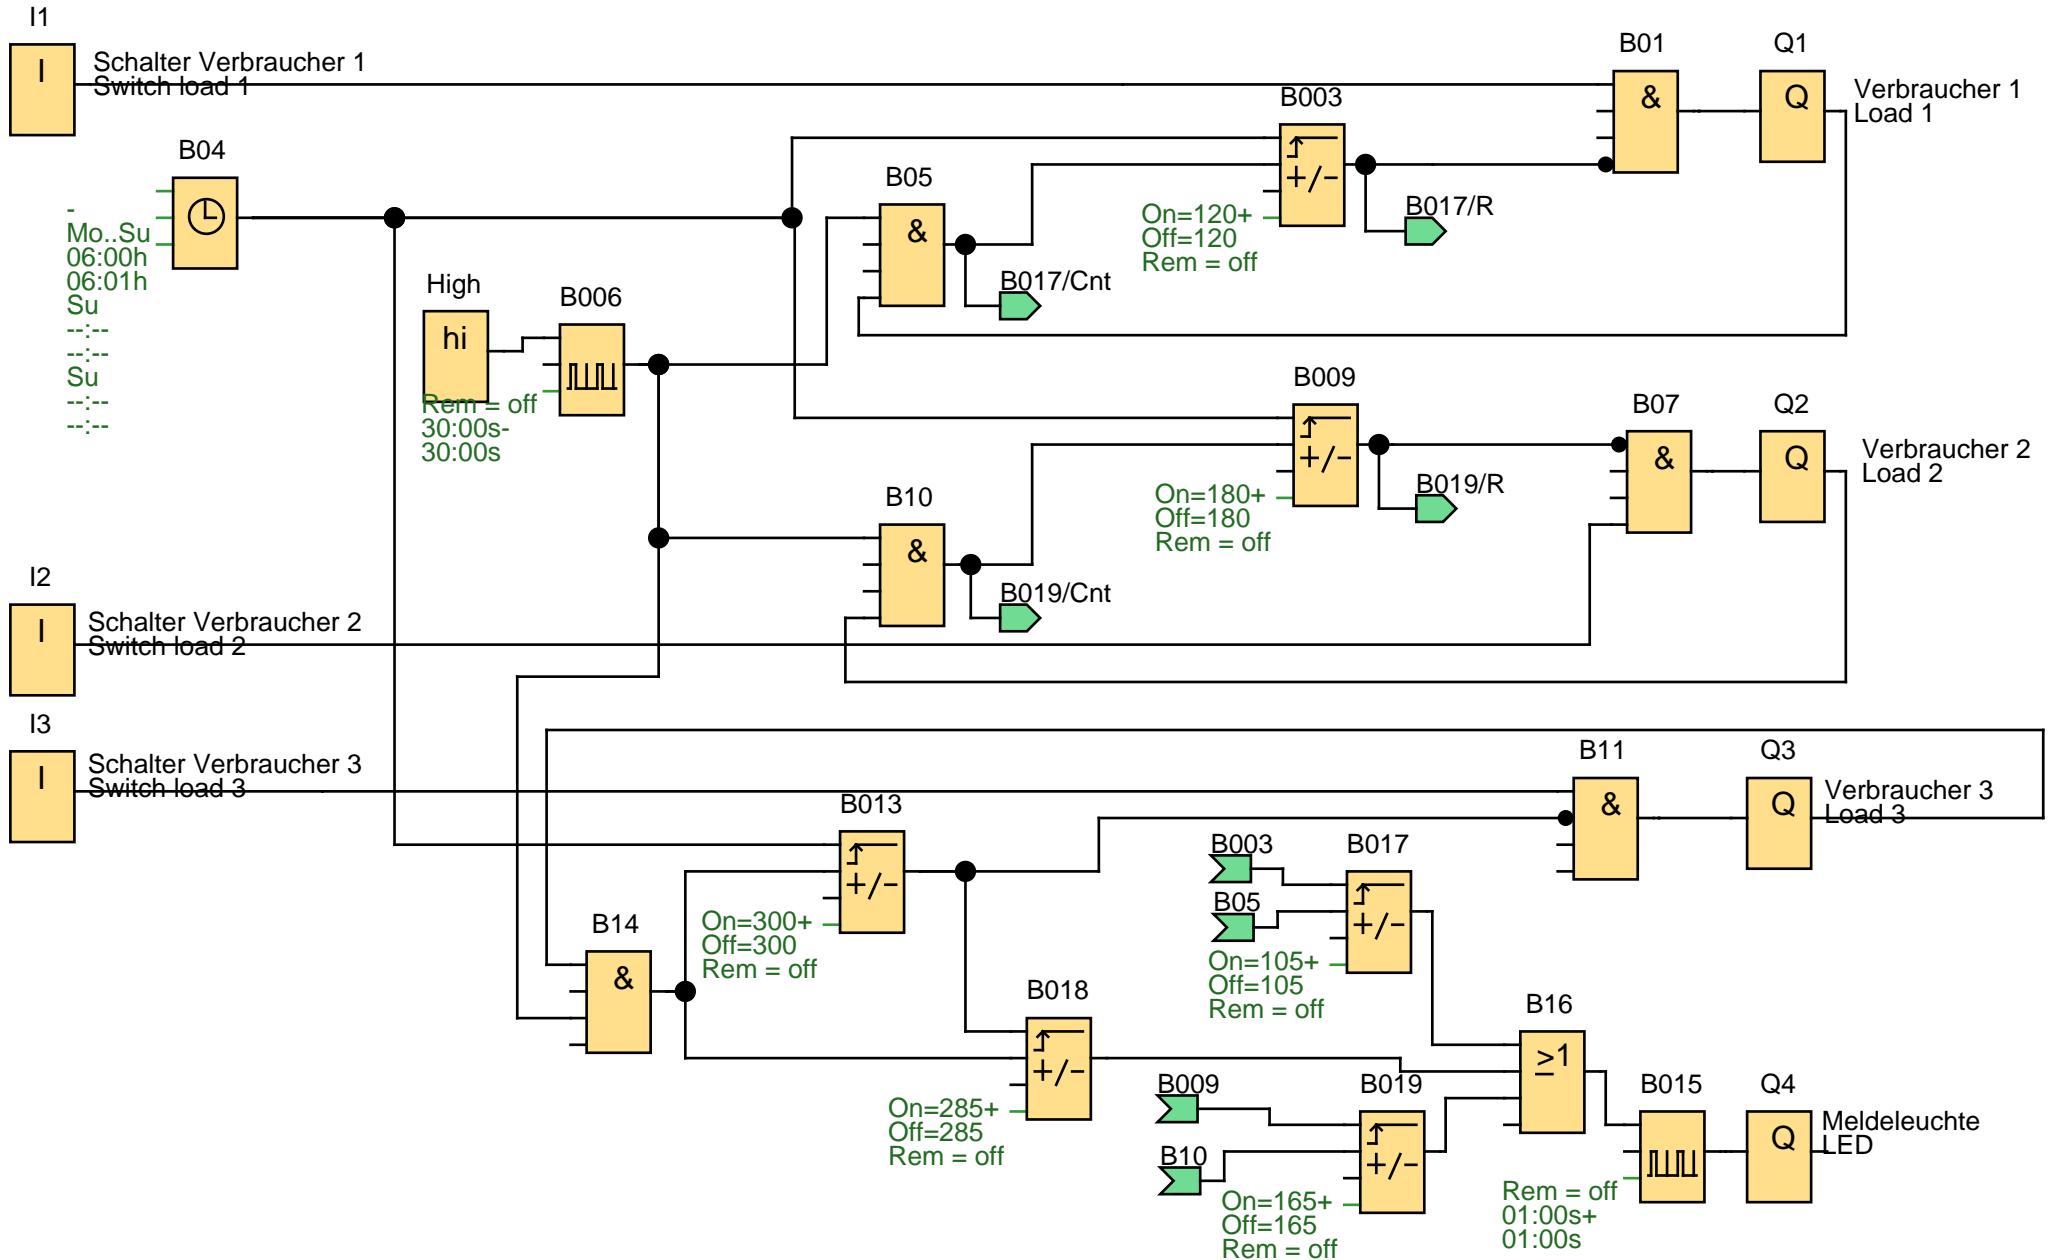 I1
I
Schalter Verbraucher 1
Switch load 1
B01
&
Q1
Q
Verbraucher 1
Load 1
B003
+/−
On=120+
Off=120
Rem = off
B017/R
B04
-
Mo..Su
06:00h
06:01h
Su
--:--
--:--
Su
--:--
--:--
B05
&
B017/Cnt
High
hi
B006
Rem = off
30:00s-
30:00s
B009
+/−
On=180+
Off=180
Rem = off
B019/R
B07
&
Q2
Q
Verbraucher 2
Load 2
B10
&
B019/Cnt
I2
I
Schalter Verbraucher 2
Switch load 2
I3
I
Schalter Verbraucher 3
Switch load 3
B11
&
Q3
Q
Verbraucher 3
Load 3
B013
+/−
On=300+
Off=300
Rem = off
B003
B05
B017
+/−
On=105+
Off=105
Rem = off
B14
&
B018
+/−
On=285+
Off=285
Rem = off
B16
≥1
B009
B10
B019
+/−
On=165+
Off=165
Rem = off
B015
Rem = off
01:00s+
01:00s
Q4
Q
Meldeleuchte
LED